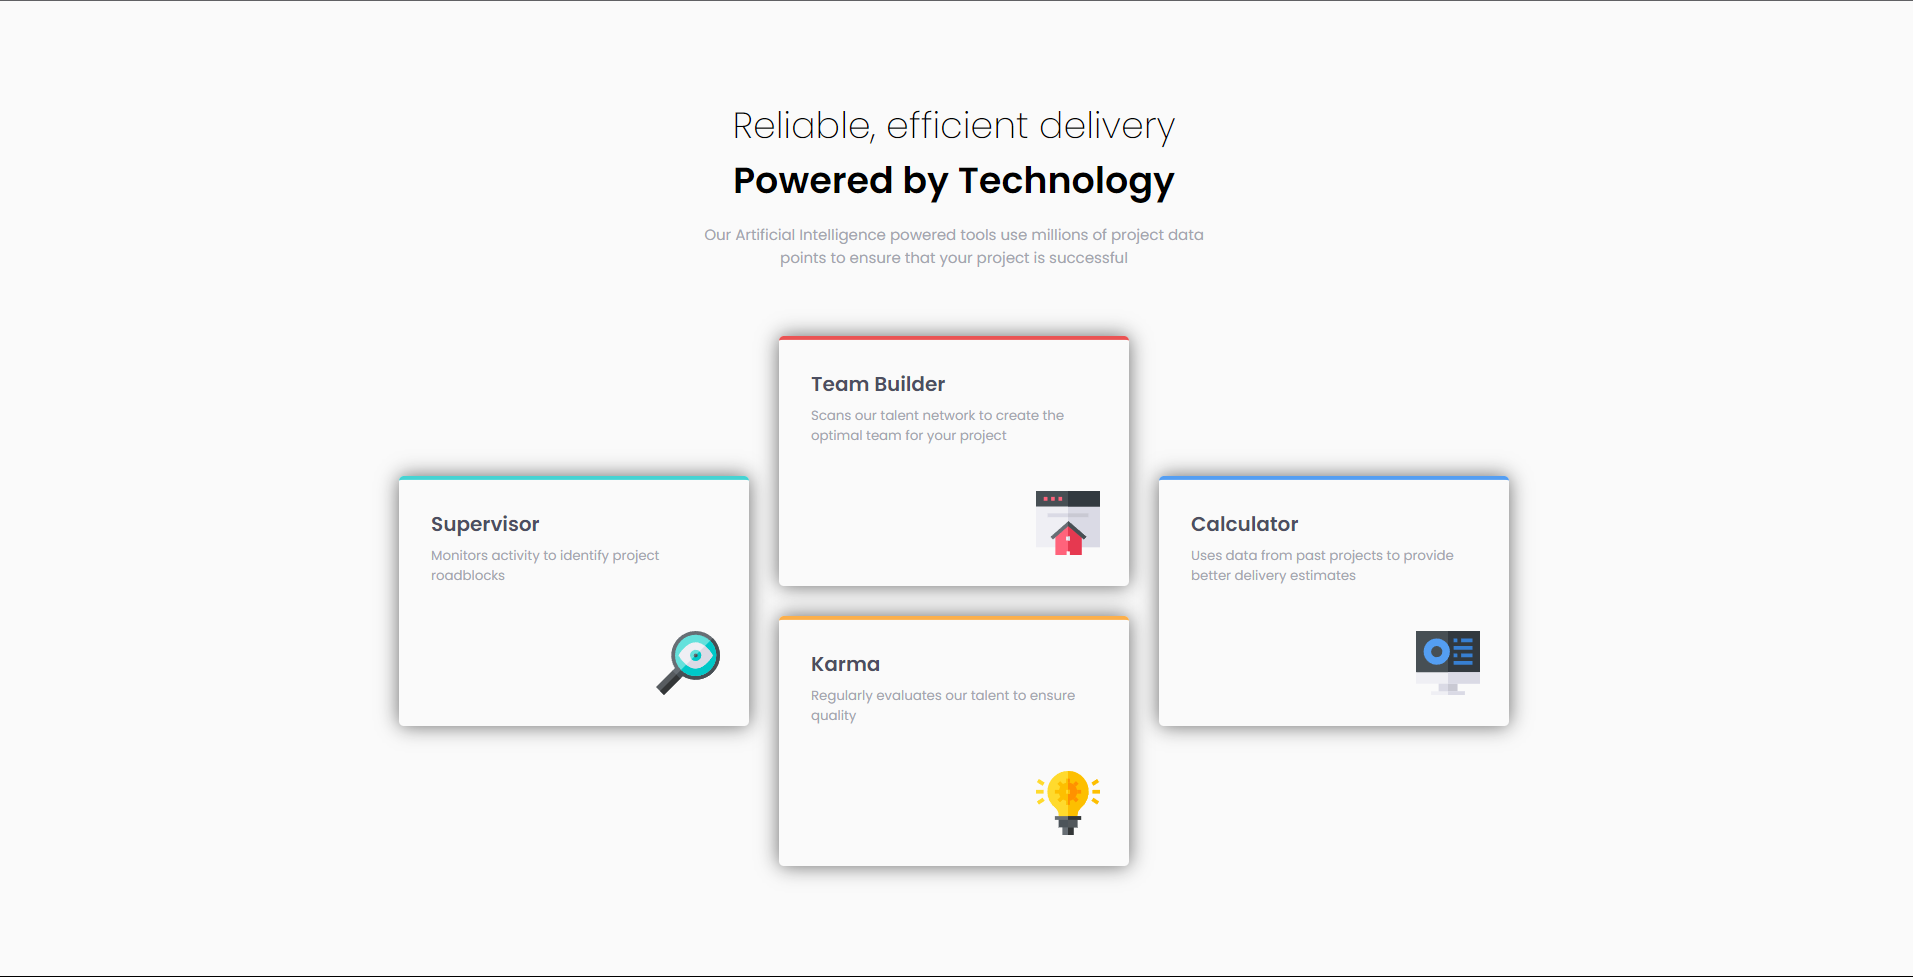 Reliable, efficient delivery
Powered by Technology
Our Artificial Intelligence powered tools use millions of project data
points to ensure that your project is successful
Supervisor
Monitors activity to identify project
roadblocks
Team Builder
Scans our talent network to create the
optimal team for your project
Karma
Regularly evaluates our talent to ensure
quality
Calculator
Uses data from past projects to provide
better delivery estimates